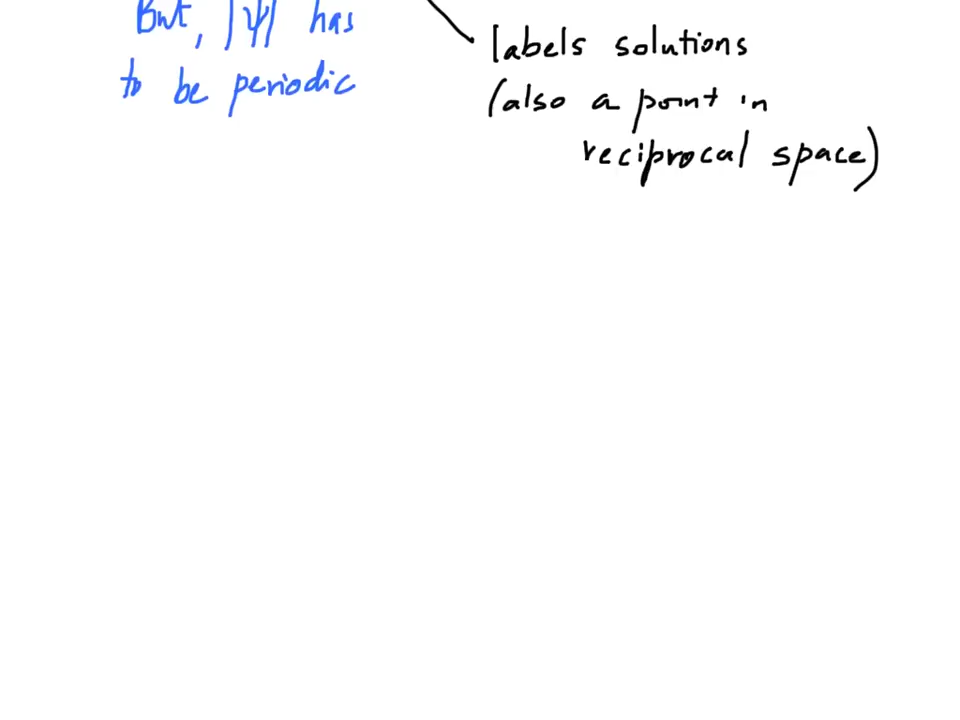 But, |ψ| has
to be periodic
labels solutions
(also a point in
reciprocal space)